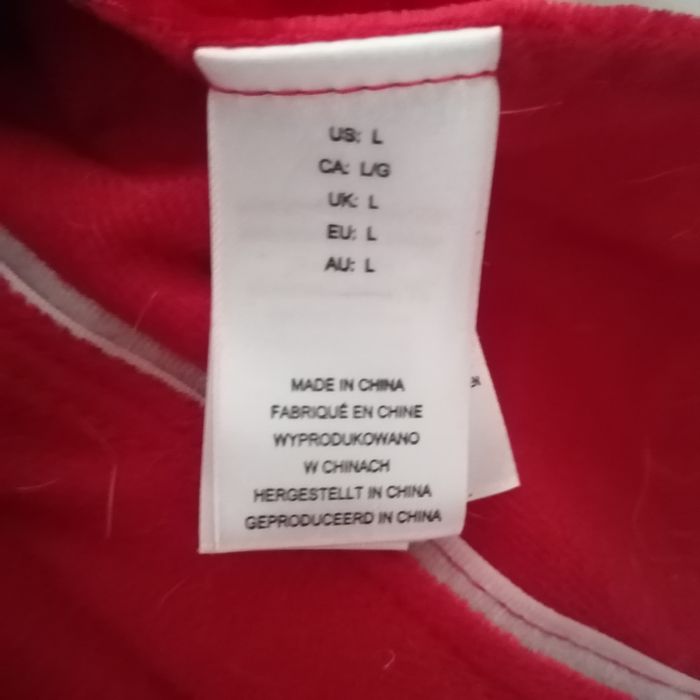 US: L
CA: L/G
UK: L
EU: L
AU: L
MADE IN CHINA
FABRIQUÉ EN CHINE
WYPRODUKOWANO
W CHINACH
HERGESTELLT IN CHINA
GEPRODUCEERD IN CHINA